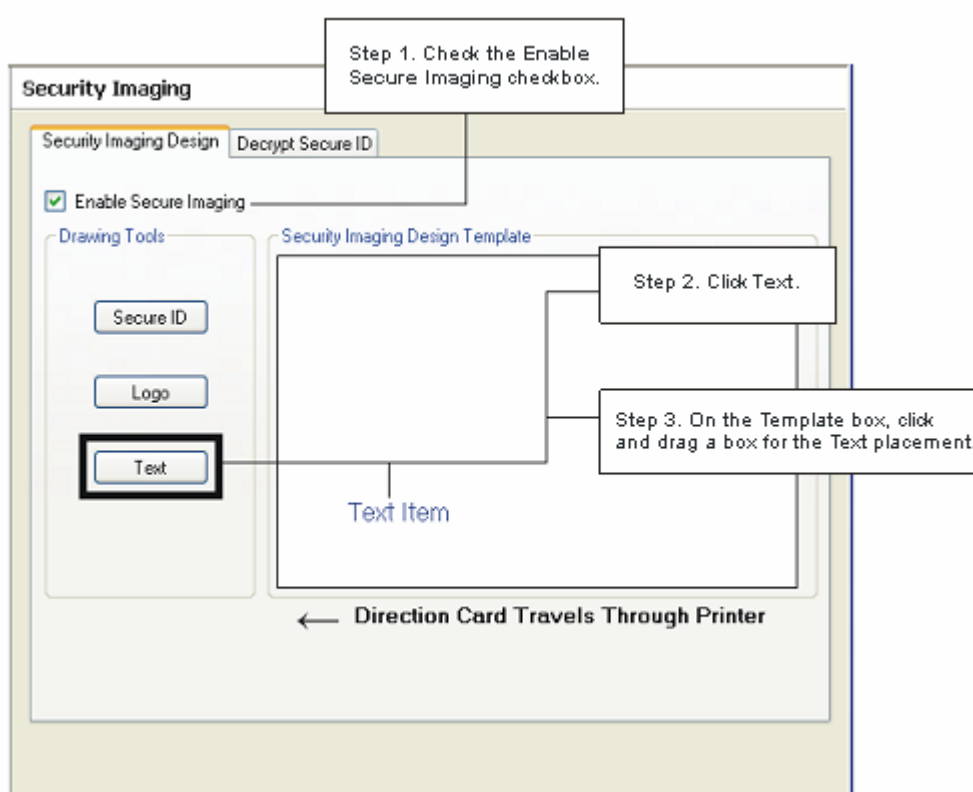 Step 1. Check the Enable
Secure Imaging checkbox.
Security Imaging
Security Imaging Design
Decrypt Secure ID
Enable Secure Imaging
Drawing Tools
Security Imaging Design Template
Step 2. Click Text.
Secure ID
Logo
Step 3. On the Template box, click
and drag a box for the Text placement.
Text
Text Item
← Direction Card Travels Through Printer